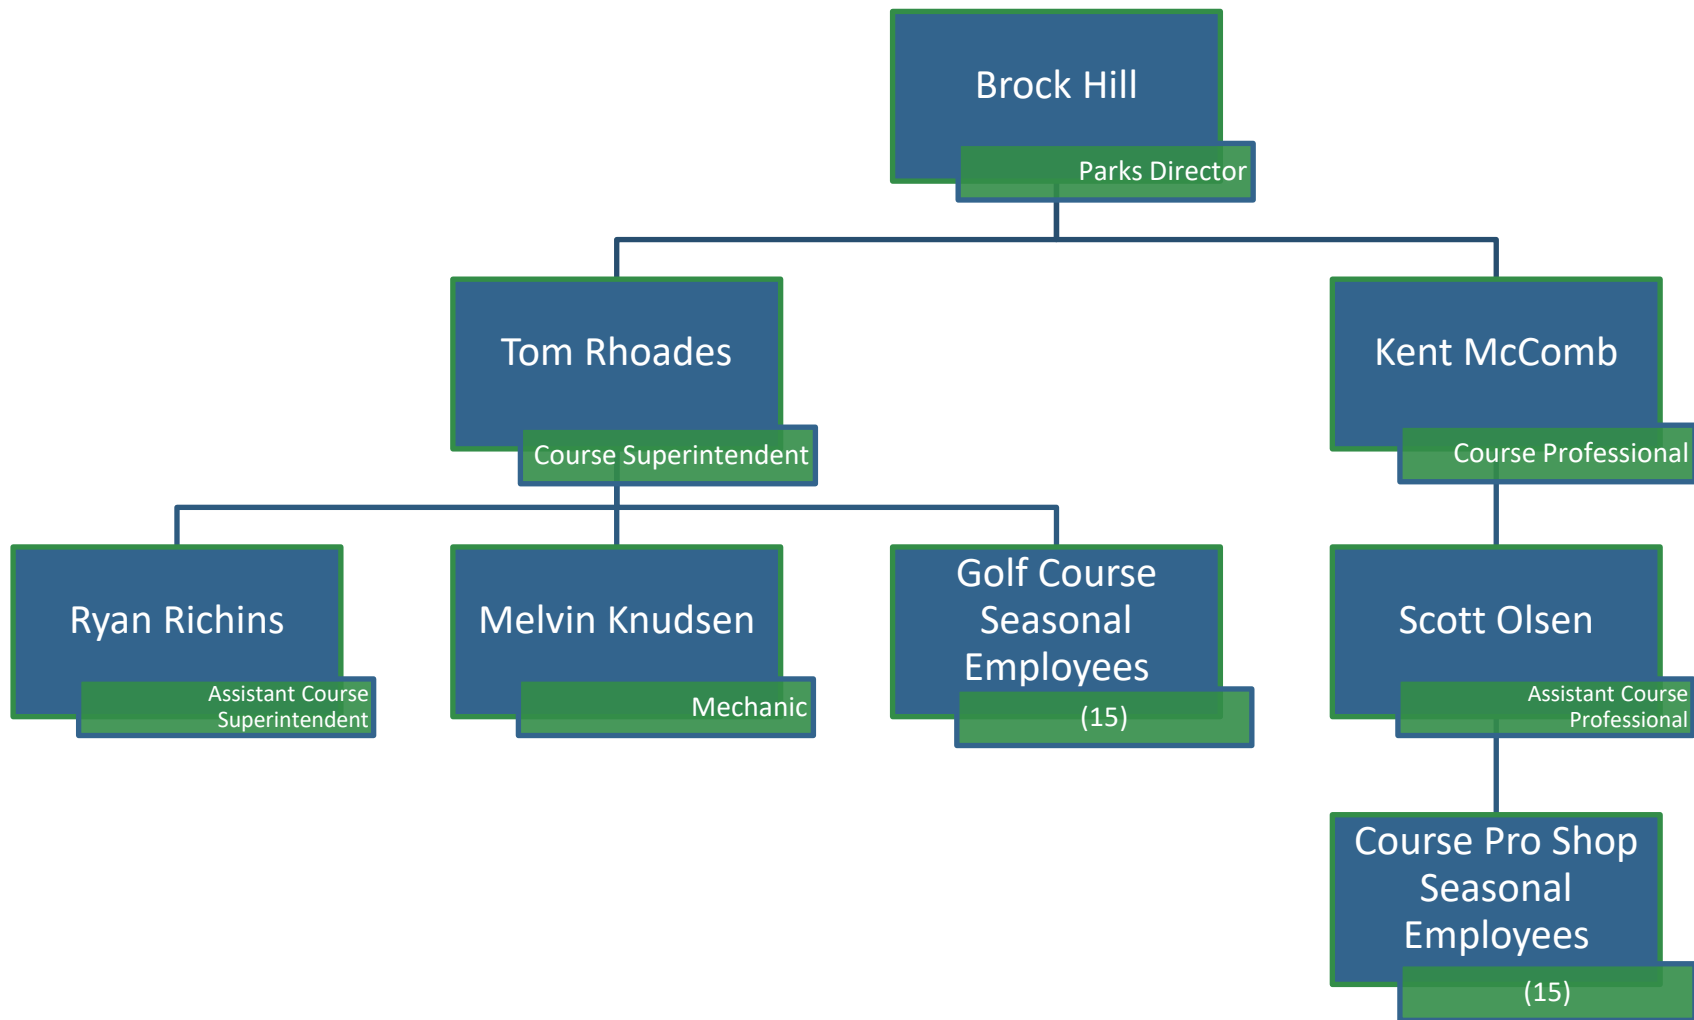 Brock Hill
Parks Director
Tom Rhoades
Course Superintendent
Kent McComb
Course Professional
Ryan Richins
Assistant Course
Superintendent
Melvin Knudsen
Mechanic
Golf Course
Seasonal
Employees
(15)
Scott Olsen
Assistant Course
Professional
Course Pro Shop
Seasonal
Employees
(15)